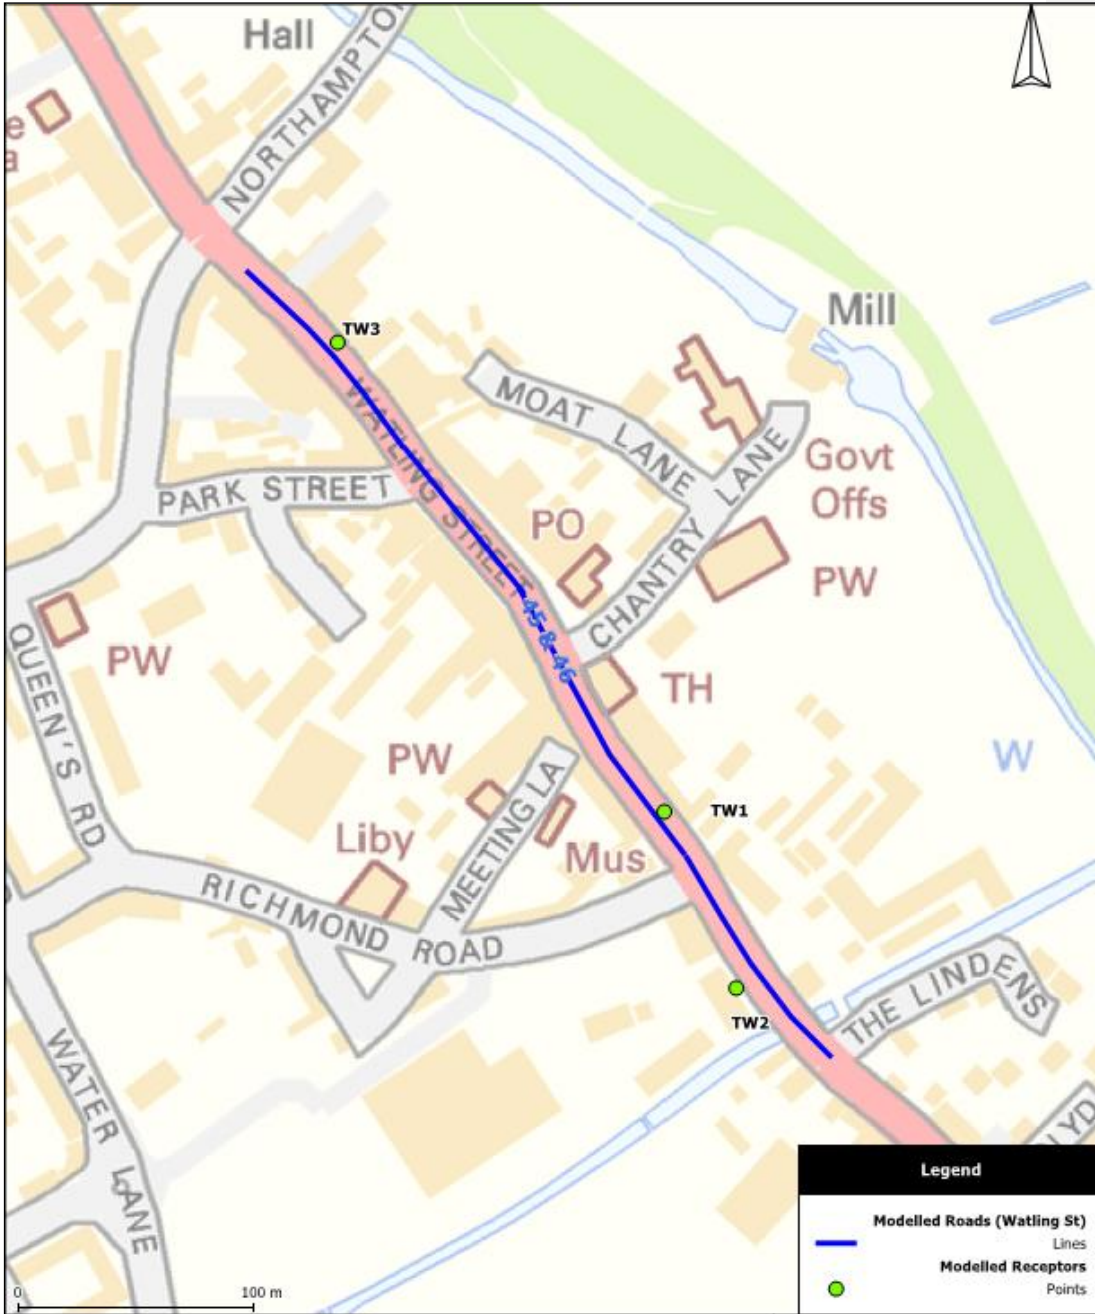 Hall
NORTHAMPTON
e
a
TW3
WATLING STREET
Mill
MOAT LANE
CHANTRY LANE
Govt
Offs
PARK STREET
PO
PW
45 & 46
QUEEN'S RD
PW
TH
PW
W
MEETING LA
TW1
Liby
Mus
RICHMOND ROAD
THE LINDENS
TW2
WATER LANE
Legend
Modelled Roads (Watling St)
Lines
Modelled Receptors
Points
0
100 m